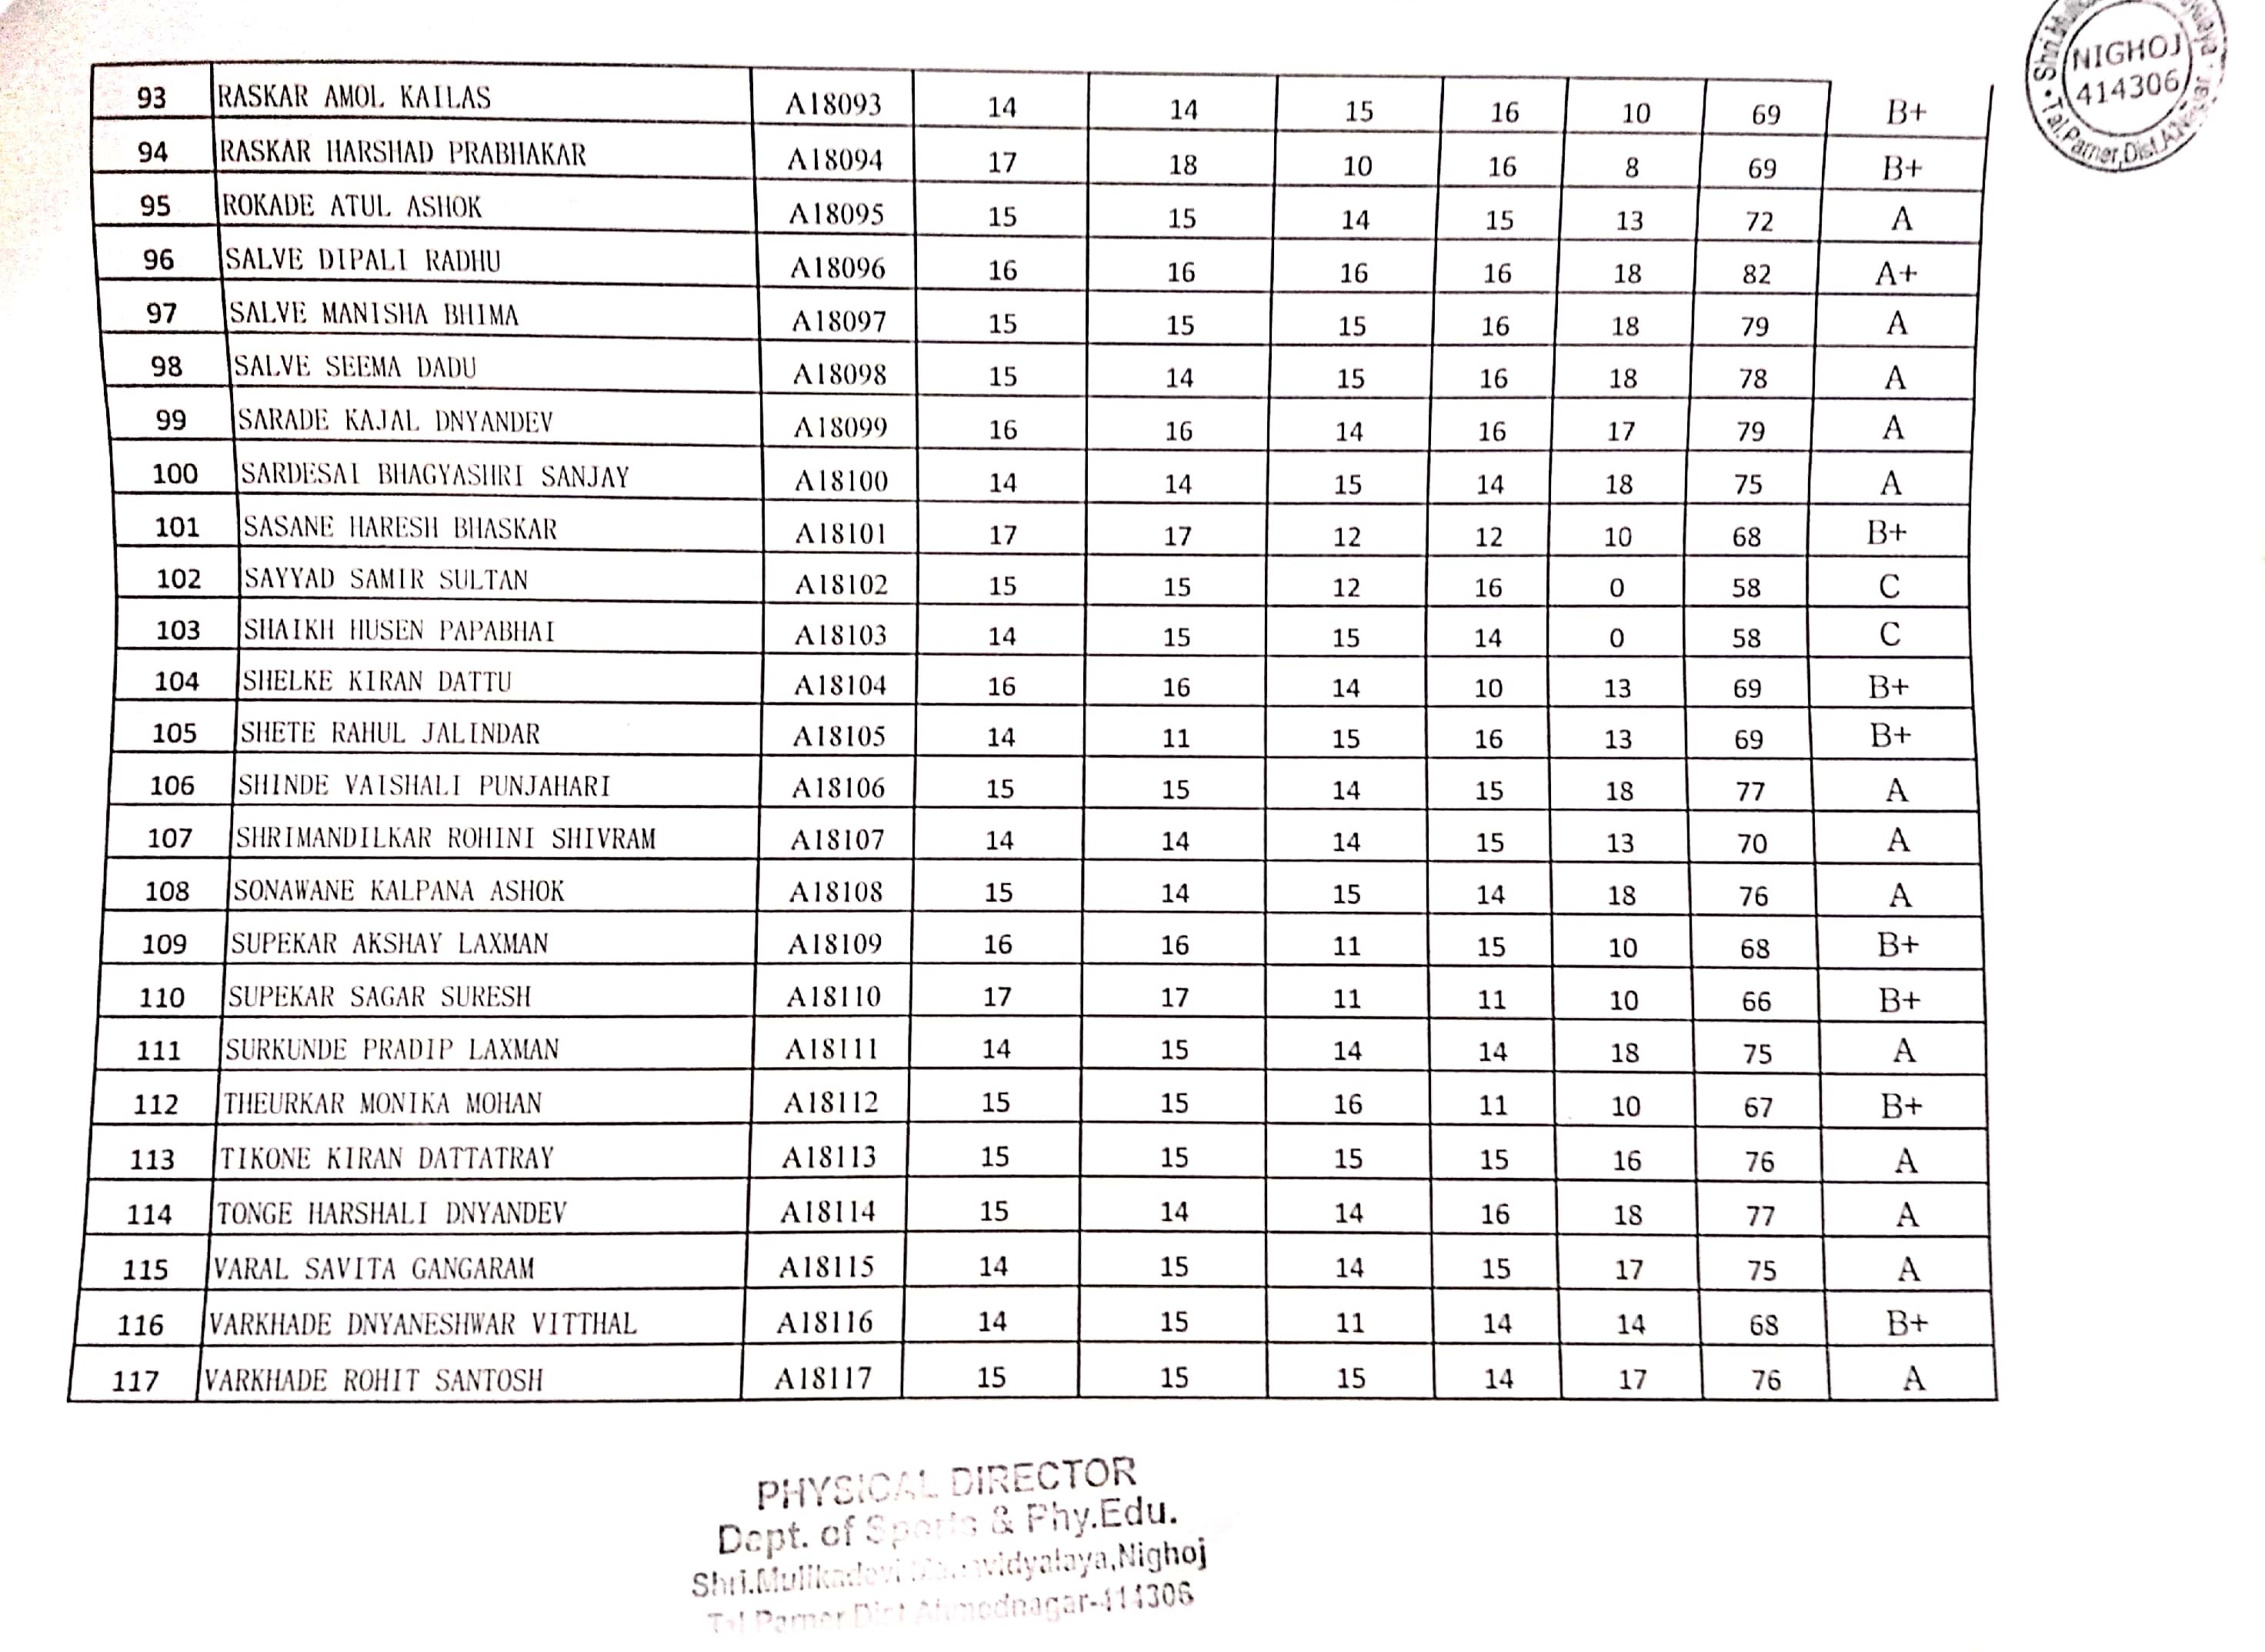 NIGHOJ
414306
Tal.Parner,Dist.
93 RASKAR AMOL KAILAS A18093 14 14 15 16 10 69 B+
94 RASKAR HARSHAD PRABHAKAR A18094 17 18 10 16 8 69 B+
95 ROKADE ATUL ASHOK A18095 15 15 14 15 13 72 A
96 SALVE DIPALI RADHU A18096 16 16 16 16 18 82 A+
97 SALVE MANISHA BHIMA A18097 15 15 15 16 18 79 A
98 SALVE SEEMA DADU A18098 15 14 15 16 18 78 A
99 SARADE KAJAL DNYANDEV A18099 16 16 14 16 17 79 A
100 SARDESAI BHAGYASHRI SANJAY A18100 14 14 15 14 18 75 A
101 SASANE HARESH BHASKAR A18101 17 17 12 12 10 68 B+
102 SAYYAD SAMIR SULTAN A18102 15 15 12 16 0 58 C
103 SHAIKH HUSEN PAPABHAI A18103 14 15 15 14 0 58 C
104 SHELKE KIRAN DATTU A18104 16 16 14 10 13 69 B+
105 SHETE RAHUL JALINDAR A18105 14 11 15 16 13 69 B+
106 SHINDE VAISHALI PUNJAHARI A18106 15 15 14 15 18 77 A
107 SHRIMANDILKAR ROHINI SHIVRAM A18107 14 14 14 15 13 70 A
108 SONAWANE KALPANA ASHOK A18108 15 14 15 14 18 76 A
109 SUPEKAR AKSHAY LAXMAN A18109 16 16 11 15 10 68 B+
110 SUPEKAR SAGAR SURESH A18110 17 17 11 11 10 66 B+
111 SURKUNDE PRADIP LAXMAN A18111 14 15 14 14 18 75 A
112 THEURKAR MONIKA MOHAN A18112 15 15 16 11 10 67 B+
113 TIKONE KIRAN DATTATRAY A18113 15 15 15 15 16 76 A
114 TONGE HARSHALI DNYANDEV A18114 15 14 14 16 18 77 A
115 VARAL SAVITA GANGARAM A18115 14 15 14 15 17 75 A
116 VARKHADE DNYANESHWAR VITTHAL A18116 14 15 11 14 14 68 B+
117 VARKHADE ROHIT SANTOSH A18117 15 15 15 14 17 76 A
PHYSICAL DIRECTOR
Dept. of Sports & Phy.Edu.
Shri.Mulikadevi Mahavidyalaya,Nighoj
Tal.Parner Dist Ahmednagar-414306